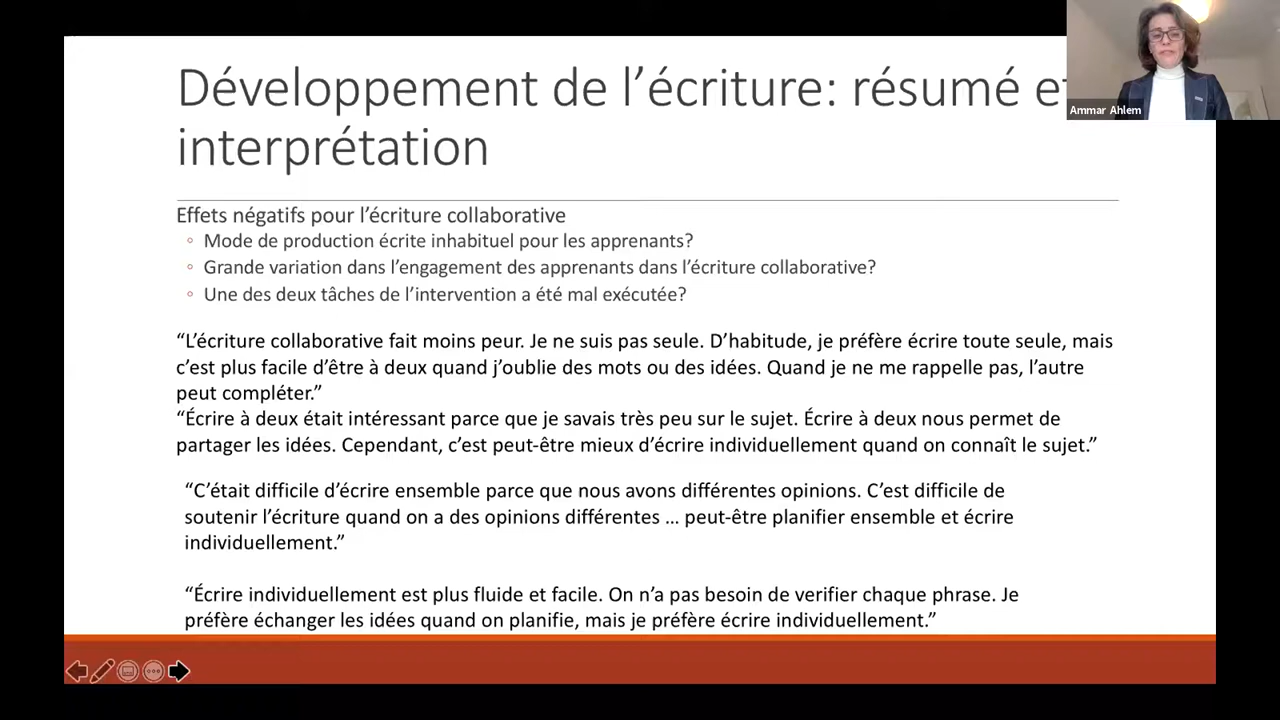 Développement de l’écriture: résumé et
interprétation
Ammar Ahlem
Effets négatifs pour l’écriture collaborative
◦ Mode de production écrite inhabituel pour les apprenants?
◦ Grande variation dans l’engagement des apprenants dans l’écriture collaborative?
◦ Une des deux tâches de l’intervention a été mal exécutée?
“L’écriture collaborative fait moins peur. Je ne suis pas seule. D’habitude, je préfère écrire toute seule, mais
c’est plus facile d’être à deux quand j’oublie des mots ou des idées. Quand je ne me rappelle pas, l’autre
peut compléter.”
“Écrire à deux était intéressant parce que je savais très peu sur le sujet. Écrire à deux nous permet de
partager les idées. Cependant, c’est peut-être mieux d’écrire individuellement quand on connaît le sujet.”
“C’était difficile d’écrire ensemble parce que nous avons différentes opinions. C’est difficile de
soutenir l’écriture quand on a des opinions différentes … peut-être planifier ensemble et écrire
individuellement.”
“Écrire individuellement est plus fluide et facile. On n’a pas besoin de verifier chaque phrase. Je
préfère échanger les idées quand on planifie, mais je préfère écrire individuellement.”